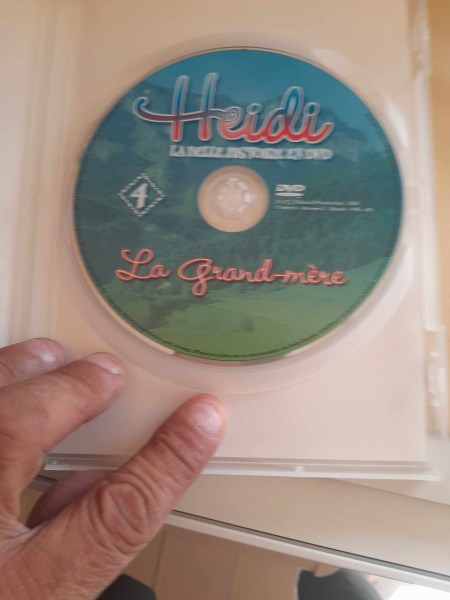 Heidi
LA BELLE HISTOIRE EN DVD
4
DVD
La Grand-mère